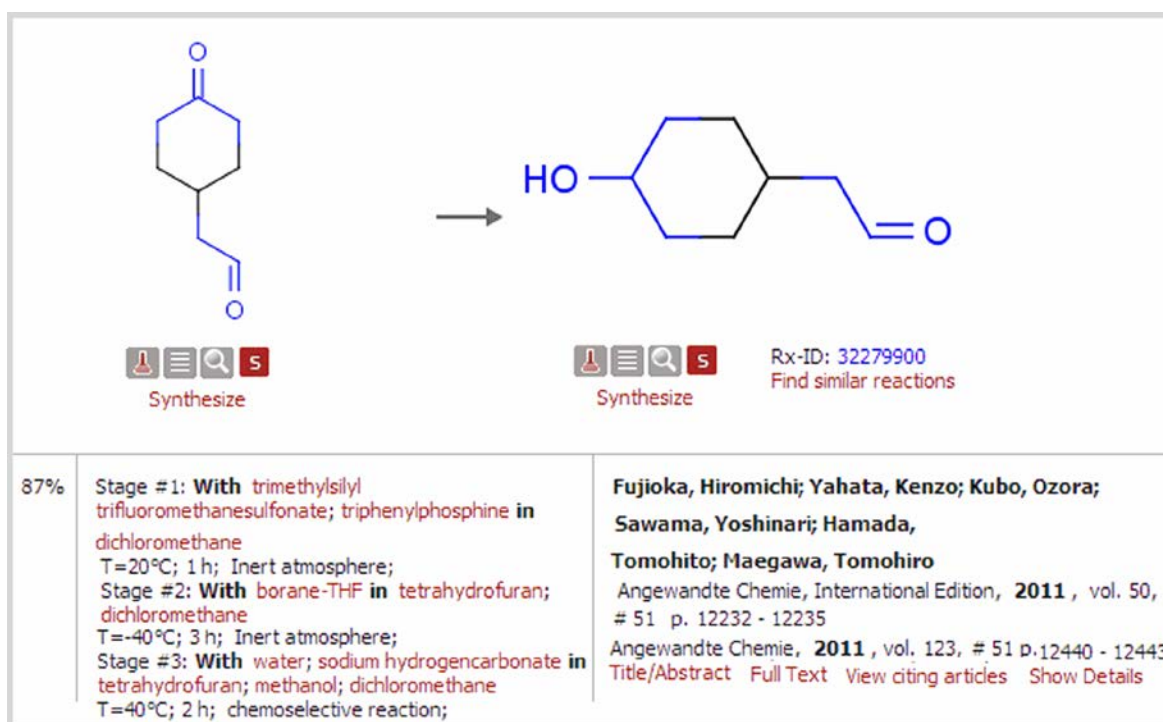 O
O
HO
O
S
S
Synthesize
Synthesize
Rx-ID: 32279900
Find similar reactions
87%
Stage #1: With trimethylsilyl
trifluoromethanesulfonate; triphenylphosphine in
dichloromethane
T=20°C; 1 h; Inert atmosphere;
Stage #2: With borane-THF in tetrahydrofuran;
dichloromethane
T=-40°C; 3 h; Inert atmosphere;
Stage #3: With water; sodium hydrogencarbonate in
tetrahydrofuran; methanol; dichloromethane
T=40°C; 2 h; chemoselective reaction;
Fujioka, Hiromichi; Yahata, Kenzo; Kubo, Ozora;
Sawama, Yoshinari; Hamada,
Tomohito; Maegawa, Tomohiro
Angewandte Chemie, International Edition, 2011 , vol. 50,
# 51 p. 12232 - 12235
Angewandte Chemie, 2011 , vol. 123, # 51 p.12440 - 12443
Title/Abstract Full Text View citing articles Show Details